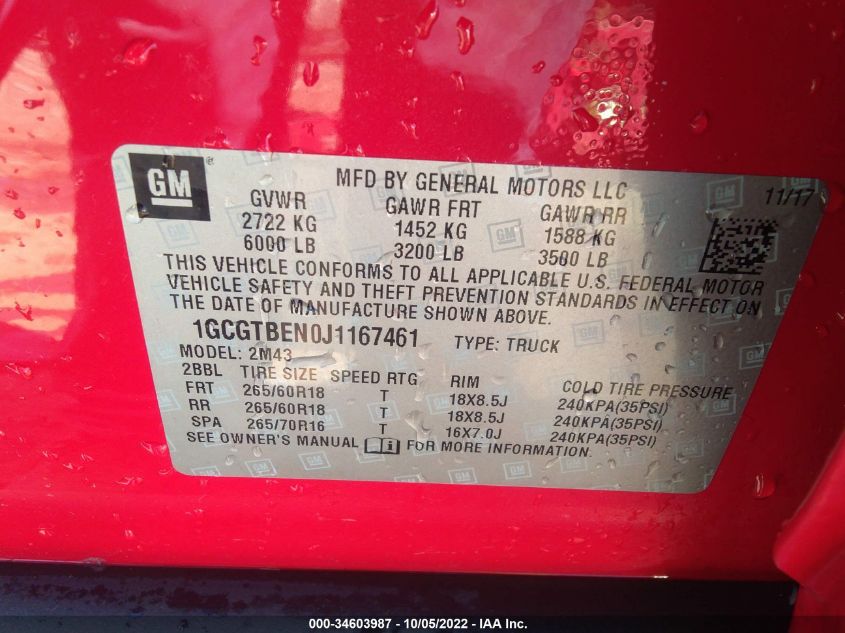 GM ®
MFD BY GENERAL MOTORS LLC
11/17
GVWR GAWR FRT GAWR RR
2722 KG 1452 KG 1588 KG
6000 LB 3200 LB 3500 LB
THIS VEHICLE CONFORMS TO ALL APPLICABLE U.S. FEDERAL MOTOR
VEHICLE SAFETY AND THEFT PREVENTION STANDARDS IN EFFECT ON
THE DATE OF MANUFACTURE SHOWN ABOVE.
1GCGTBEN0J1167461 TYPE: TRUCK
MODEL: 2M43
2BBL TIRE SIZE SPEED RTG RIM COLD TIRE PRESSURE
FRT 265/60R18 T 18X8.5J 240KPA(35PSI)
RR 265/60R18 T 18X8.5J 240KPA(35PSI)
SPA 265/70R16 T 16X7.0J 240KPA(35PSI)
SEE OWNER'S MANUAL i FOR MORE INFORMATION.
000-34603987 - 10/05/2022 - IAA Inc.